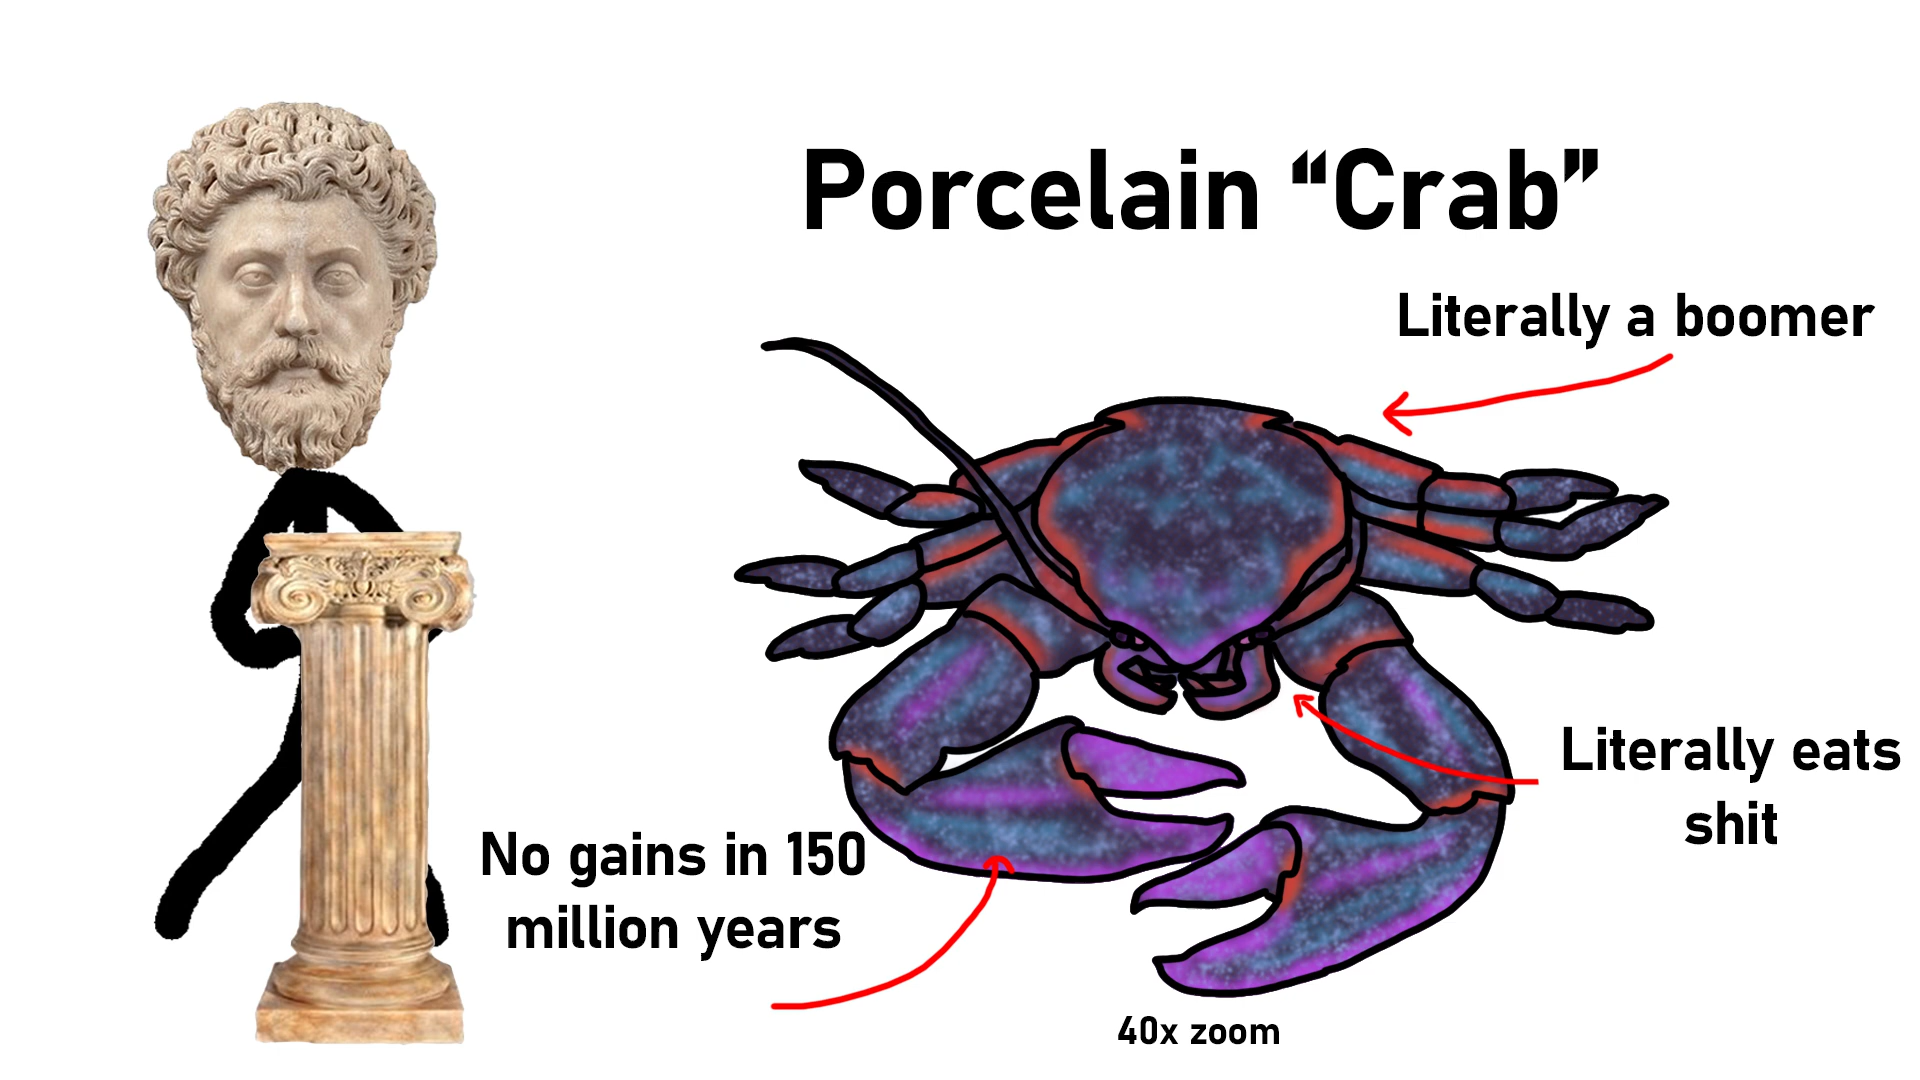 Porcelain “Crab”
Literally a boomer
Literally eats
shit
No gains in 150
million years
40x zoom